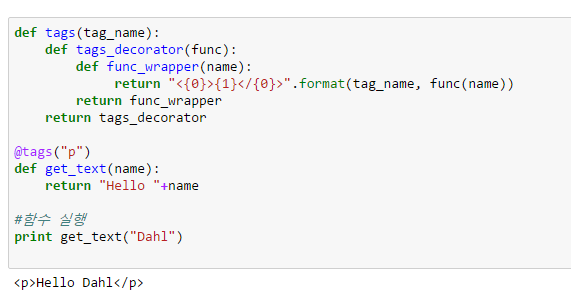 def tags(tag_name):
    def tags_decorator(func):
        def func_wrapper(name):
            return "<{0}>{1}</{0}>".format(tag_name, func(name))
        return func_wrapper
    return tags_decorator

@tags("p")
def get_text(name):
    return "Hello "+name

#함수 실행
print get_text("Dahl")

<p>Hello Dahl</p>